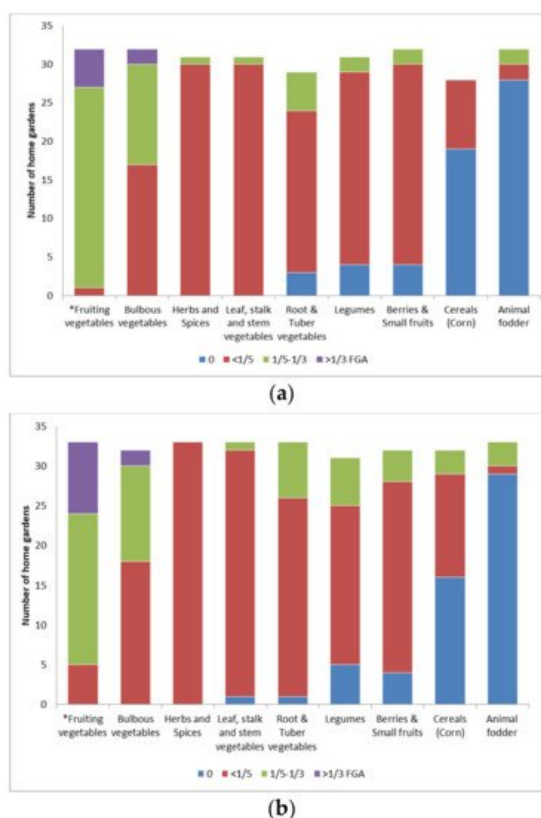 35
30
25
20
15
10
5
0
Number of home gardens
*Fruiting vegetables
Bulbous vegetables
Herbs and Spices
Leaf, stalk and stem vegetables
Root & Tuber vegetables
Legumes
Berries & Small fruits
Cereals (Corn)
Animal fodder
0 <1/5 1/5-1/3 >1/3 FGA
(a)
35
30
25
20
15
10
5
0
Number of home gardens
*Fruiting vegetables
Bulbous vegetables
Herbs and Spices
Leaf, stalk and stem vegetables
Root & Tuber vegetables
Legumes
Berries & Small fruits
Cereals (Corn)
Animal fodder
0 <1/5 1/5-1/3 >1/3 FGA
(b)